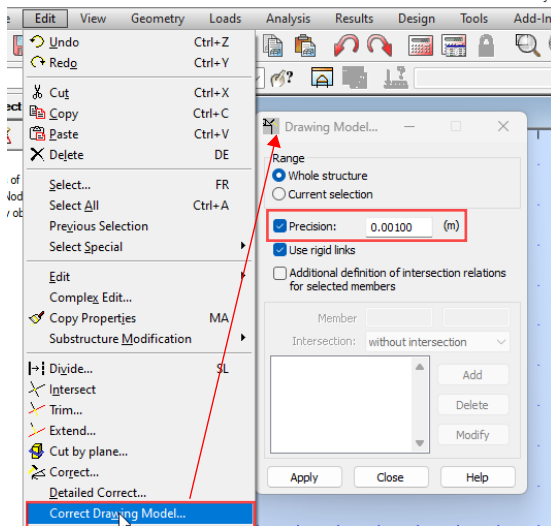 Edit View Geometry Loads Analysis Results Design Tools Add-In
Undo Ctrl+Z
Redo Ctrl+Y
Cut Ctrl+X
Copy Ctrl+C
Paste Ctrl+V
Delete DE
Select... FR
Select All Ctrl+A
Previous Selection
Select Special
Edit
Complex Edit...
Copy Properties MA
Substructure Modification
Divide... SL
Intersect
Trim...
Extend...
Cut by plane...
Correct...
Detailed Correct...
Correct Drawing Model...
ect
of
Nod
y ob
Drawing Model...
Range
Whole structure
Current selection
Precision: 0.00100 (m)
Use rigid links
Additional definition of intersection relations
for selected members
Member
Intersection: without intersection
Add
Delete
Modify
Apply Close Help